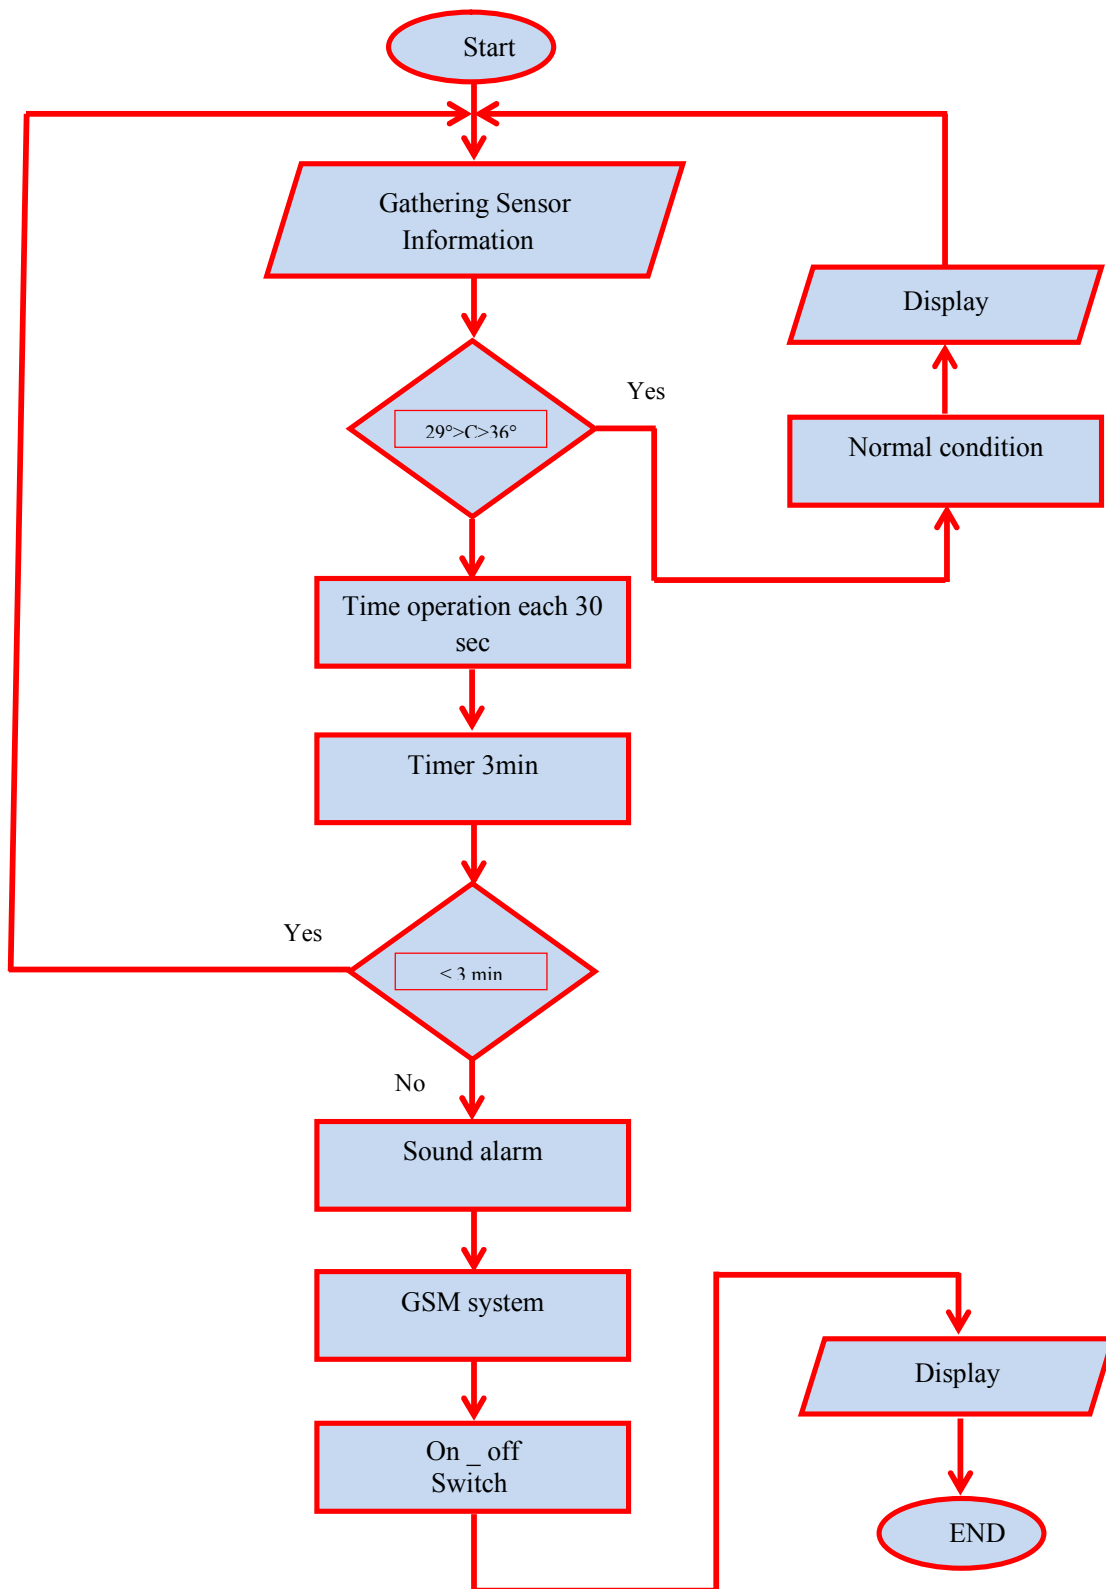 Start
Gathering Sensor
Information
Display
Yes
29°>C>36°
Normal condition
Time operation each 30
sec
Timer 3min
Yes
< 3 min
No
Sound alarm
GSM system
Display
On _ off
Switch
END